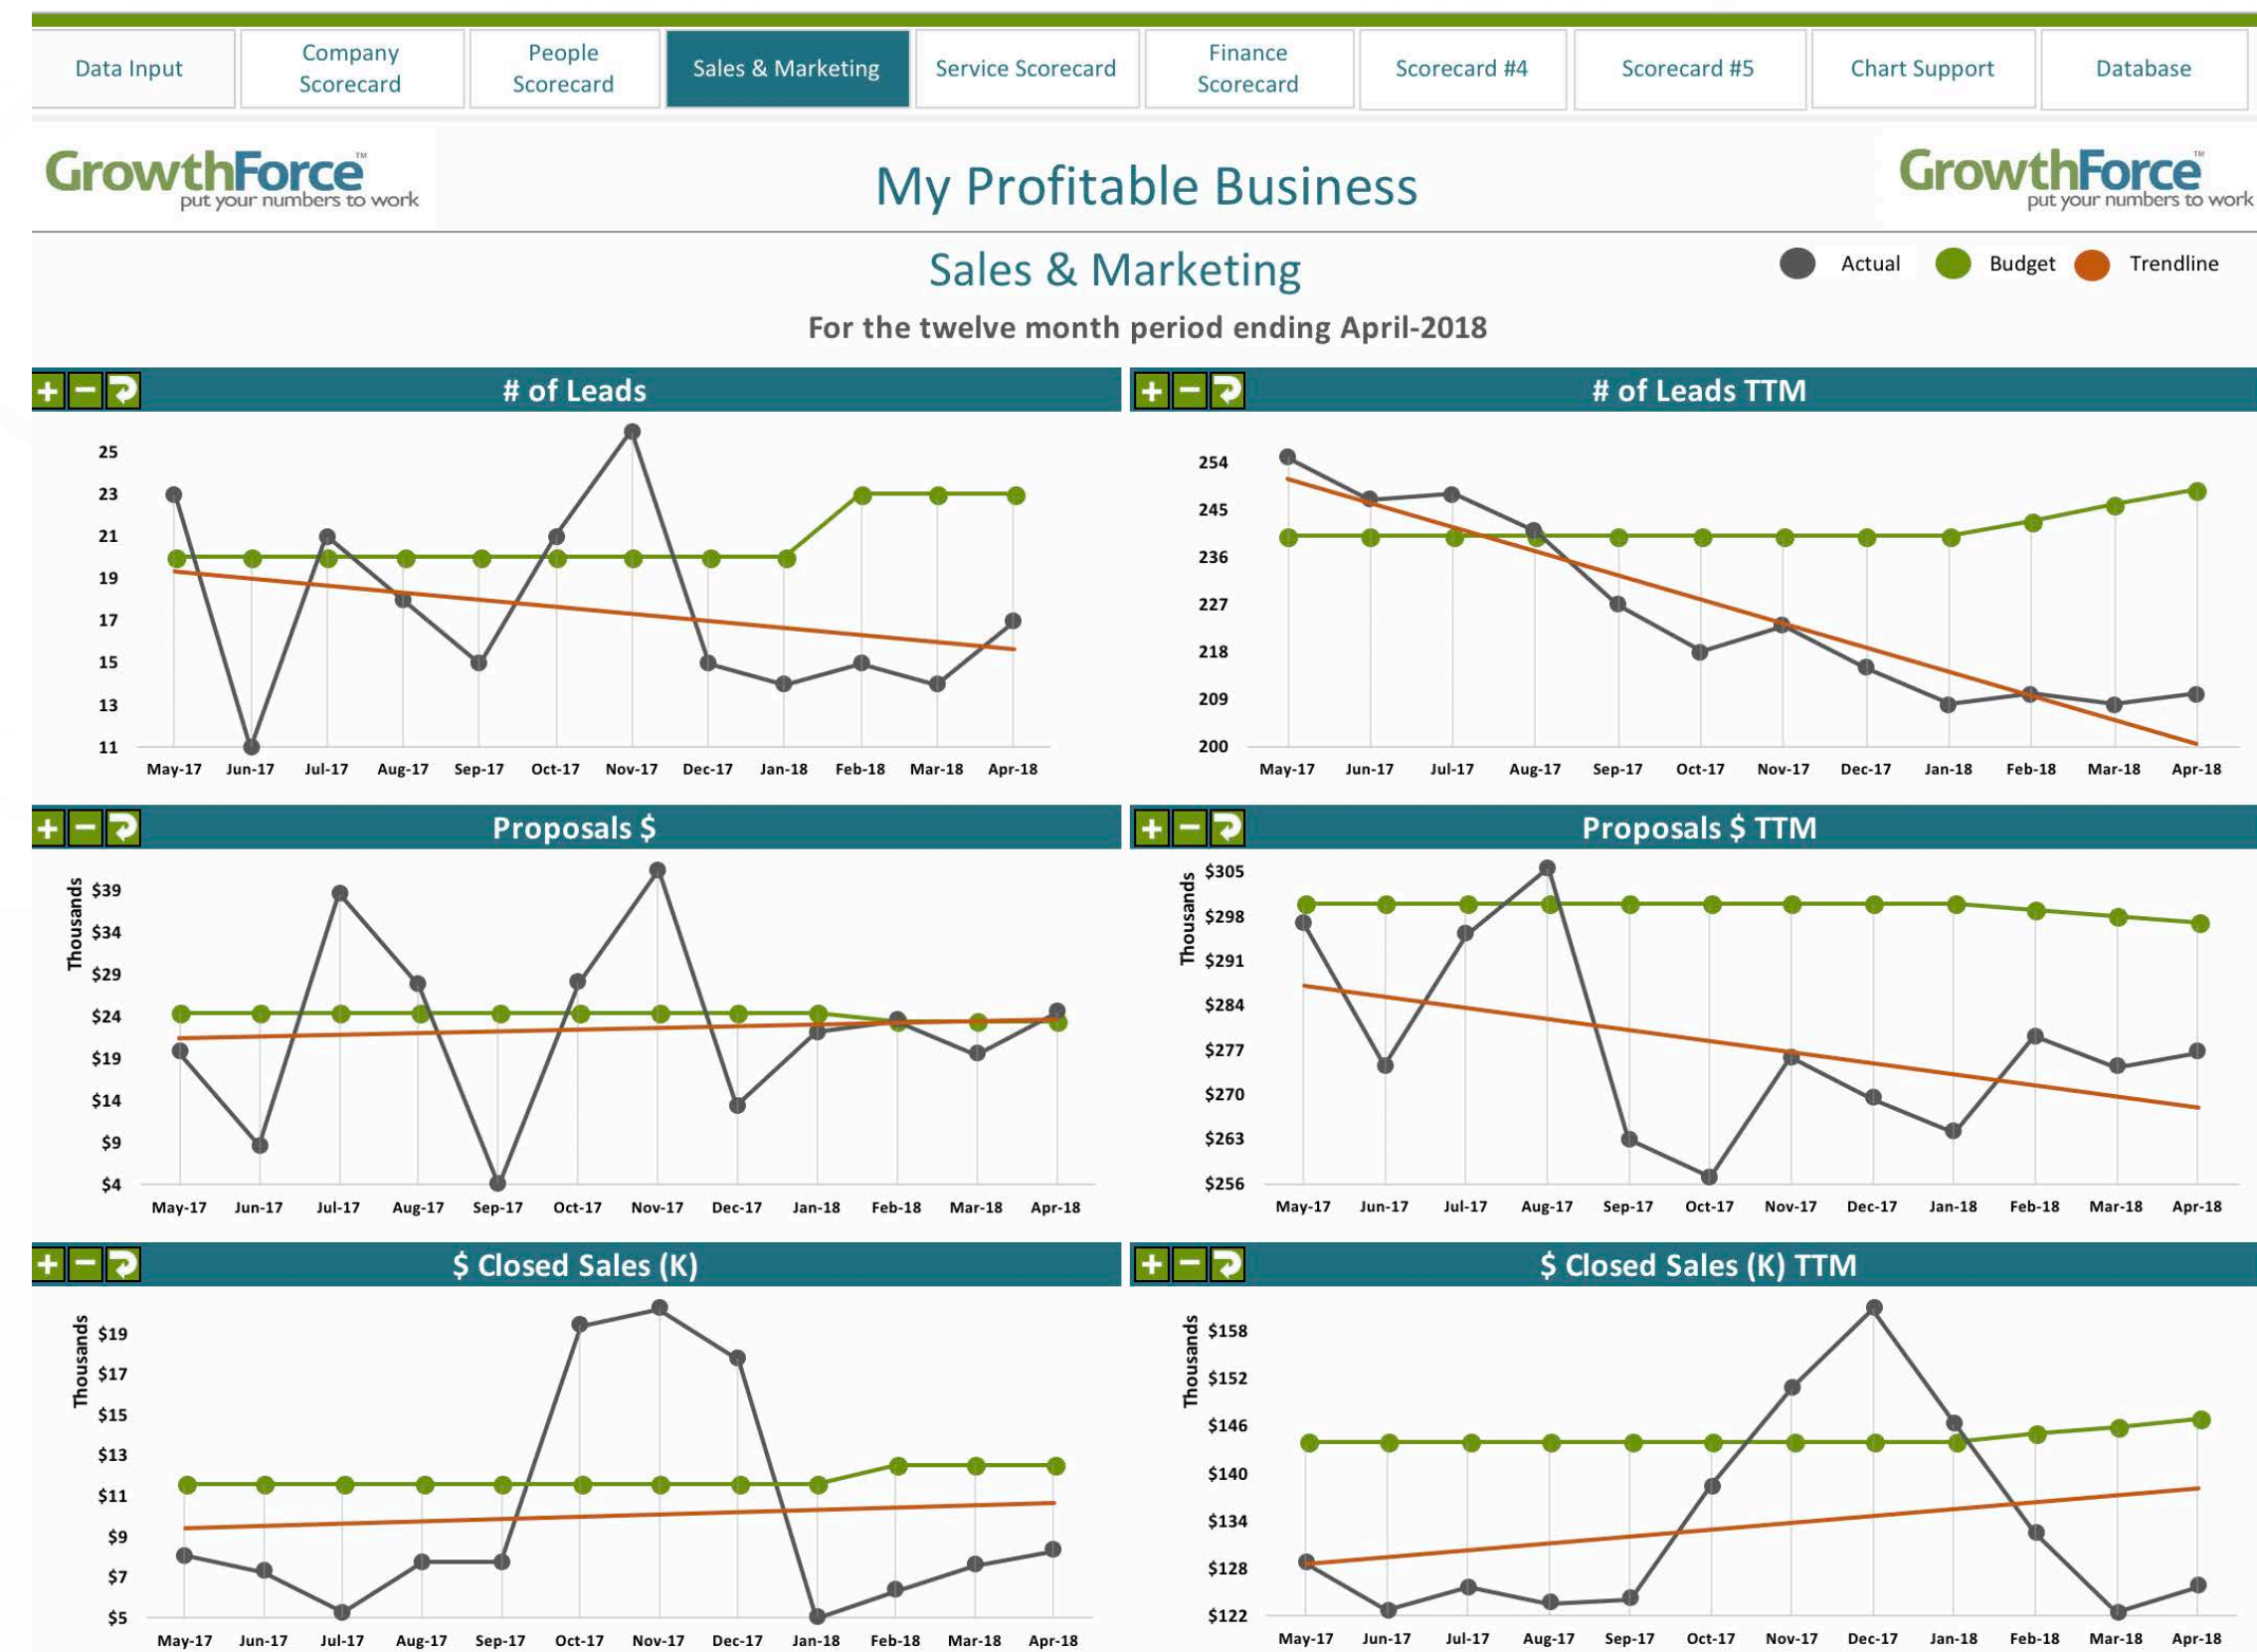 Data Input
Company
Scorecard
People
Scorecard
Sales & Marketing
Service Scorecard
Finance
Scorecard
Scorecard #4
Scorecard #5
Chart Support
Database
GrowthForce™
put your numbers to work
My Profitable Business
GrowthForce™
put your numbers to work
Sales & Marketing
Actual
Budget
Trendline
For the twelve month period ending April-2018
# of Leads
25
23
21
19
17
15
13
11
May-17 Jun-17 Jul-17 Aug-17 Sep-17 Oct-17 Nov-17 Dec-17 Jan-18 Feb-18 Mar-18 Apr-18
# of Leads TTM
254
245
236
227
218
209
200
May-17 Jun-17 Jul-17 Aug-17 Sep-17 Oct-17 Nov-17 Dec-17 Jan-18 Feb-18 Mar-18 Apr-18
Proposals $
Thousands
$39
$34
$29
$24
$19
$14
$9
$4
May-17 Jun-17 Jul-17 Aug-17 Sep-17 Oct-17 Nov-17 Dec-17 Jan-18 Feb-18 Mar-18 Apr-18
Proposals $ TTM
Thousands
$305
$298
$291
$284
$277
$270
$263
$256
May-17 Jun-17 Jul-17 Aug-17 Sep-17 Oct-17 Nov-17 Dec-17 Jan-18 Feb-18 Mar-18 Apr-18
$ Closed Sales (K)
Thousands
$19
$17
$15
$13
$11
$9
$7
$5
May-17 Jun-17 Jul-17 Aug-17 Sep-17 Oct-17 Nov-17 Dec-17 Jan-18 Feb-18 Mar-18 Apr-18
$ Closed Sales (K) TTM
Thousands
$158
$152
$146
$140
$134
$128
$122
May-17 Jun-17 Jul-17 Aug-17 Sep-17 Oct-17 Nov-17 Dec-17 Jan-18 Feb-18 Mar-18 Apr-18